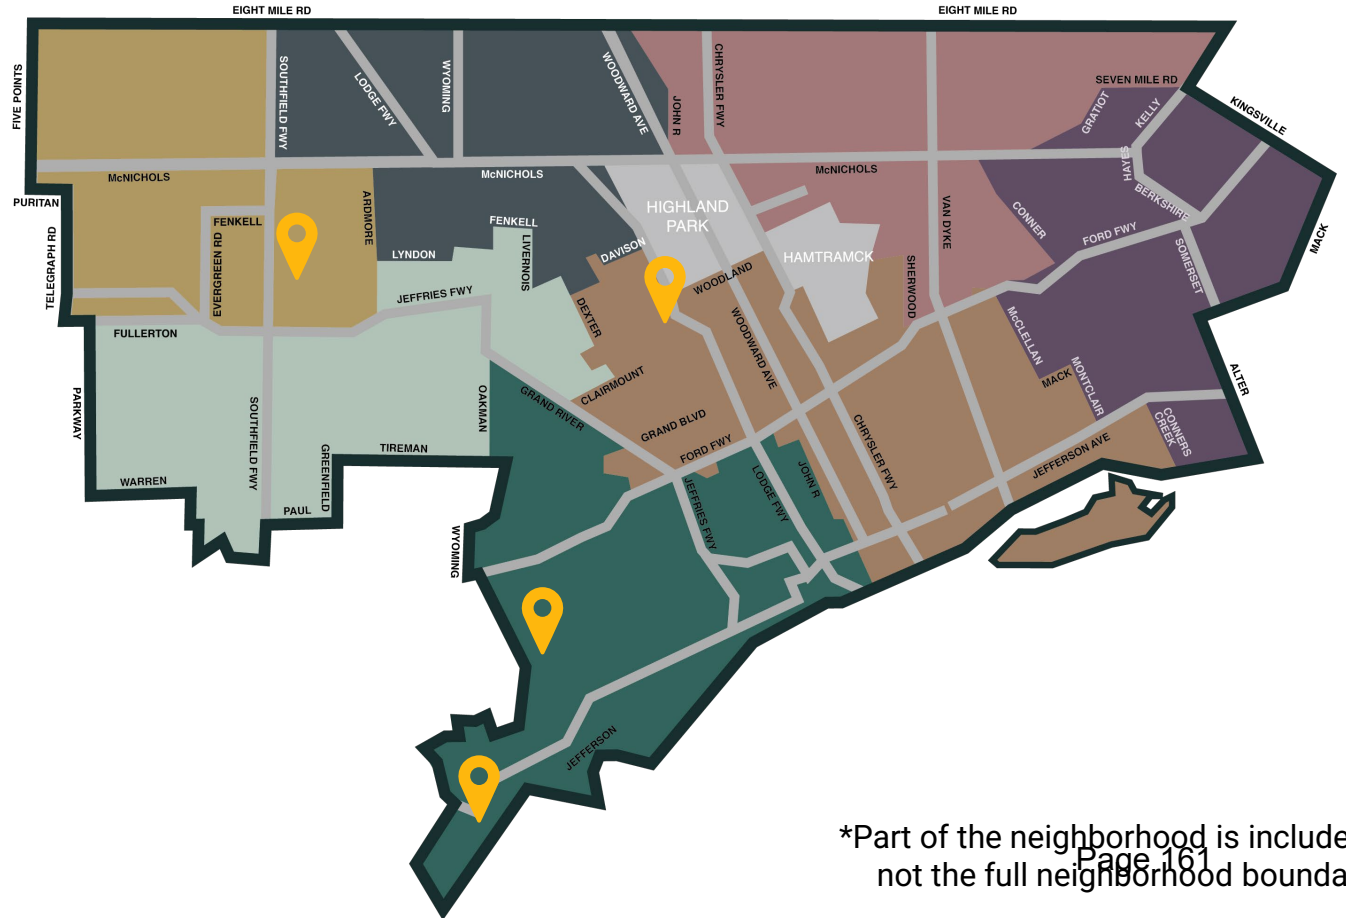 EIGHT MILE RD
EIGHT MILE RD
FIVE POINTS
SOUTHFIELD FWY
LODGE FWY
WYOMING
WOODWARD AVE
JOHN R
CHRYSLER FWY
SEVEN MILE RD
GRATIOT
KELLY
KINGSVILLE
McNICHOLS
McNICHOLS
McNICHOLS
HAYES
BERKSHIRE
PURITAN
TELEGRAPH RD
FENKELL
EVERGREEN RD
ARDMORE
LYNDON
FENKELL
LIVERNOIS
DAVISON
HIGHLAND
PARK
HAMTRAMCK
VAN DYKE
CONNER
FORD FWY
SOMERSET
MACK
JEFFRIES FWY
DEXTER
WOODLAND
SHERWOOD
FULLERTON
WOODWARD AVE
McCLELLAN
MACK
MONTCLAIR
ALTER
PARKWAY
SOUTHFIELD FWY
OAKMAN
GRAND RIVER
CLAIRMOUNT
GRAND BLVD
FORD FWY
CHRYSLER FWY
CONNERS
CREEK
JEFFERSON AVE
TIREMAN
GREENFIELD
WARREN
PAUL
WYOMING
JEFFRIES FWY
LODGE FWY
JOHN R
JEFFERSON
*Part of the neighborhood is include
Page 161
not the full neighborhood bounda